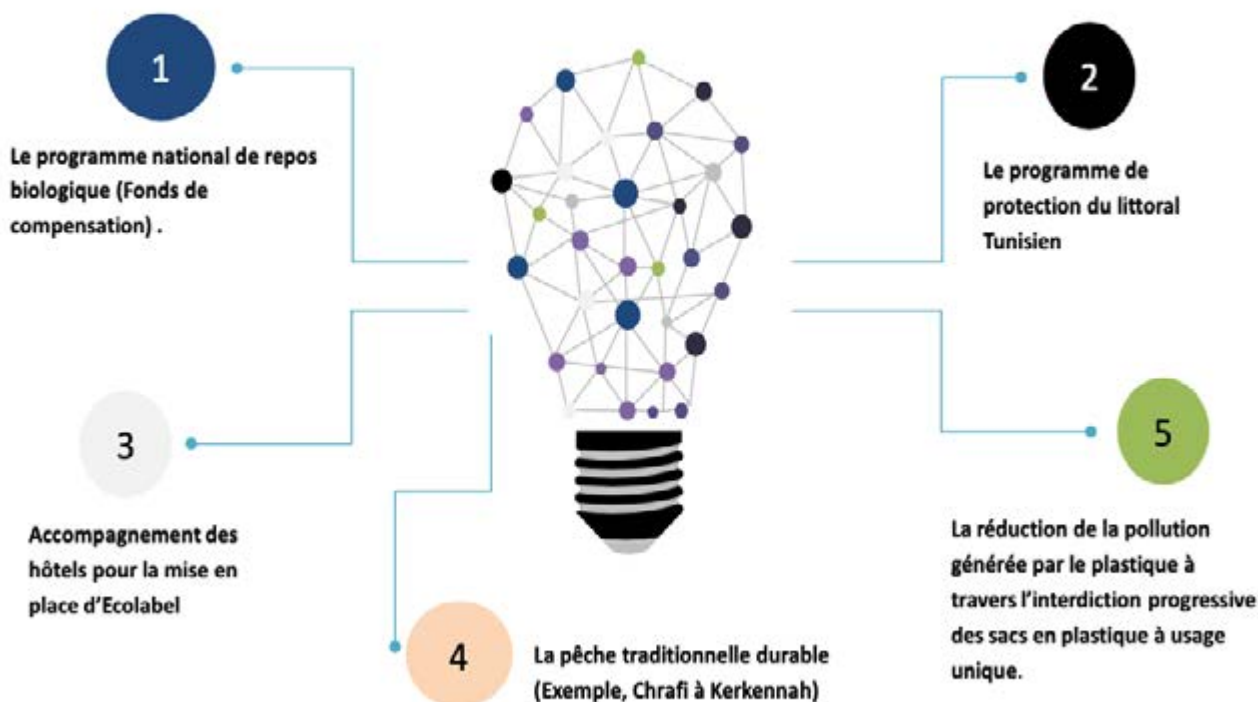 1
Le programme national de repos
biologique (Fonds de
compensation) .
2
Le programme de
protection du littoral
Tunisien
3
Accompagnement des
hôtels pour la mise en
place d’Ecolabel
4
La pêche traditionnelle durable
(Exemple, Chrafi à Kerkennah)
5
La réduction de la pollution
générée par le plastique à
travers l’interdiction progressive
des sacs en plastique à usage
unique.